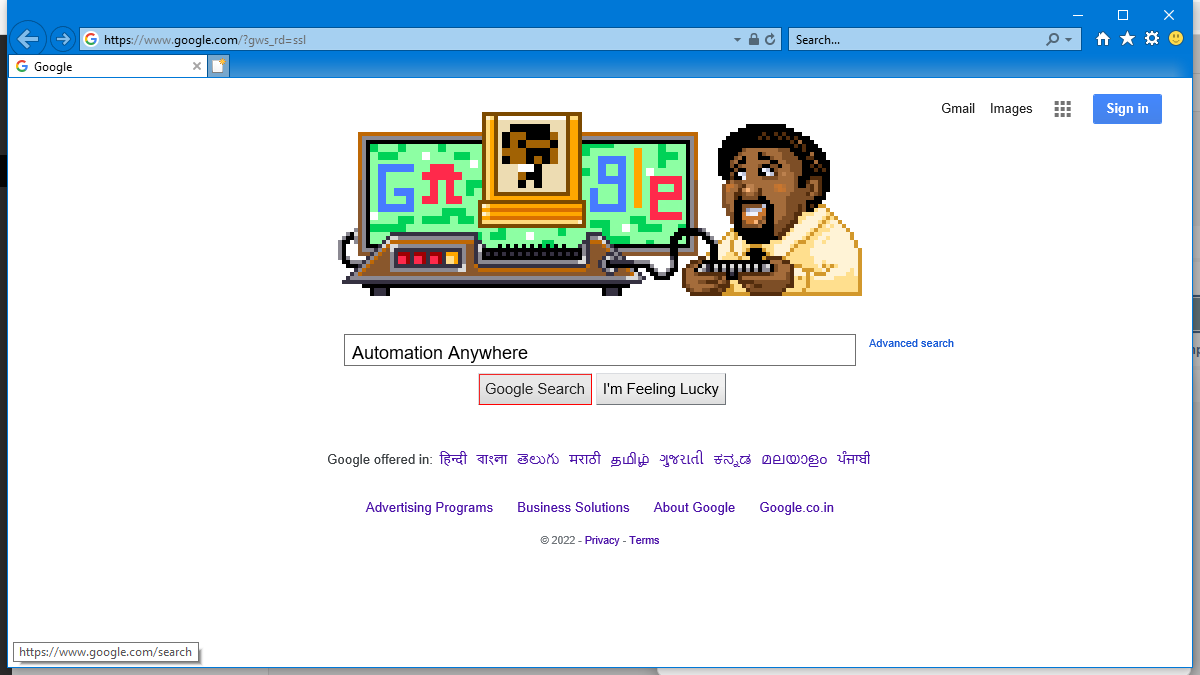 https://www.google.com/?gws_rd=ssl
Search...
Google
Gmail Images Sign in
G n g l e
Automation Anywhere
Advanced search
Google Search I'm Feeling Lucky
Google offered in: हिन्दी বাংলা తెలుగు मराठी தமிழ் ગુજરાતી ಕನ್ನಡ മലയാളം ਪੰਜਾਬੀ
Advertising Programs Business Solutions About Google Google.co.in
© 2022 - Privacy - Terms
https://www.google.com/search